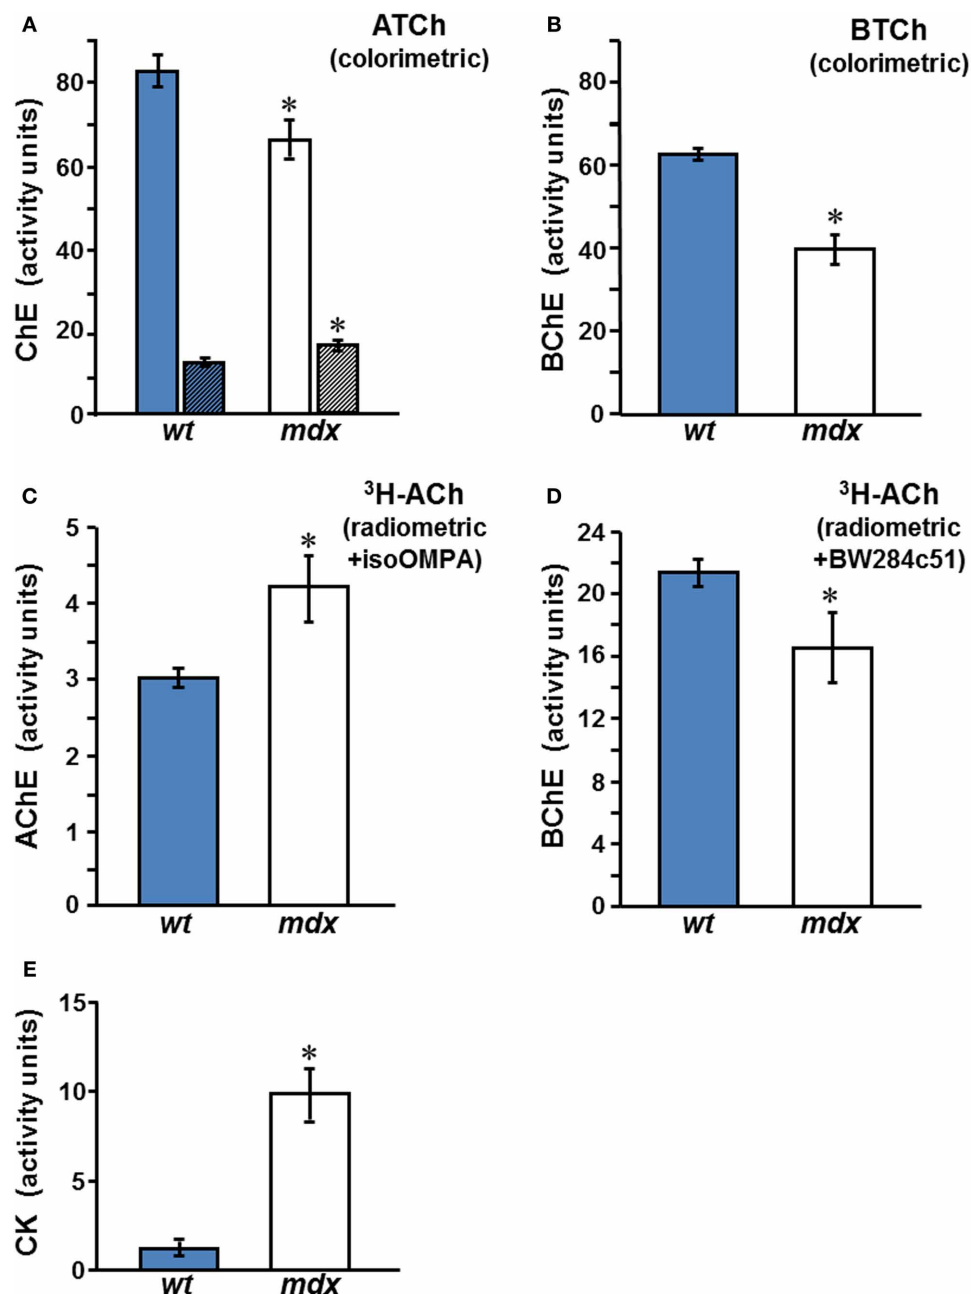 A
ATCh
(colorimetric)
ChE (activity units)
80
60
40
20
0
*
*
wt mdx
B
BTCh
(colorimetric)
BChE (activity units)
80
60
40
20
0
*
wt mdx
C
³H-ACh
(radiometric
+isoOMPA)
AChE (activity units)
5
4
3
2
1
0
*
wt mdx
D
³H-ACh
(radiometric
+BW284c51)
BChE (activity units)
24
20
16
12
8
4
0
*
wt mdx
E
CK (activity units)
15
10
5
0
*
wt mdx